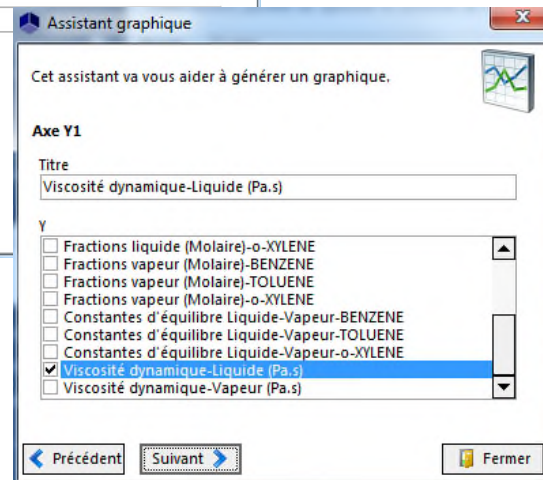 Assistant graphique
Cet assistant va vous aider à générer un graphique.
Axe Y1
Titre
Viscosité dynamique-Liquide (Pa.s)
Y
Fractions liquide (Molaire)-o-XYLENE
Fractions vapeur (Molaire)-BENZENE
Fractions vapeur (Molaire)-TOLUENE
Fractions vapeur (Molaire)-o-XYLENE
Constantes d'équilibre Liquide-Vapeur-BENZENE
Constantes d'équilibre Liquide-Vapeur-TOLUENE
Constantes d'équilibre Liquide-Vapeur-o-XYLENE
Viscosité dynamique-Liquide (Pa.s)
Viscosité dynamique-Vapeur (Pa.s)
Précédent Suivant Fermer